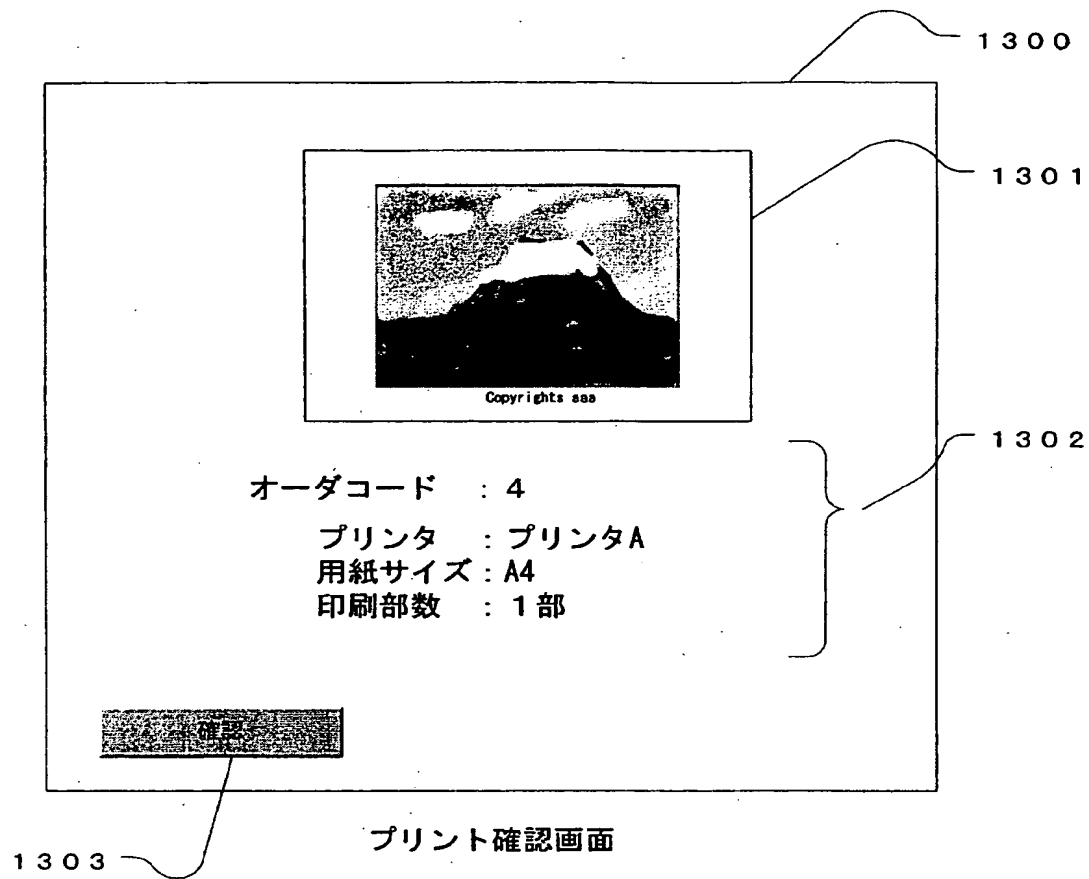 １３００
１３０１
Copyrights aaa
１３０２
オーダコード　：４
プリンタ　：プリンタA
用紙サイズ：A4
印刷部数　：１部
確認
プリント確認画面
１３０３